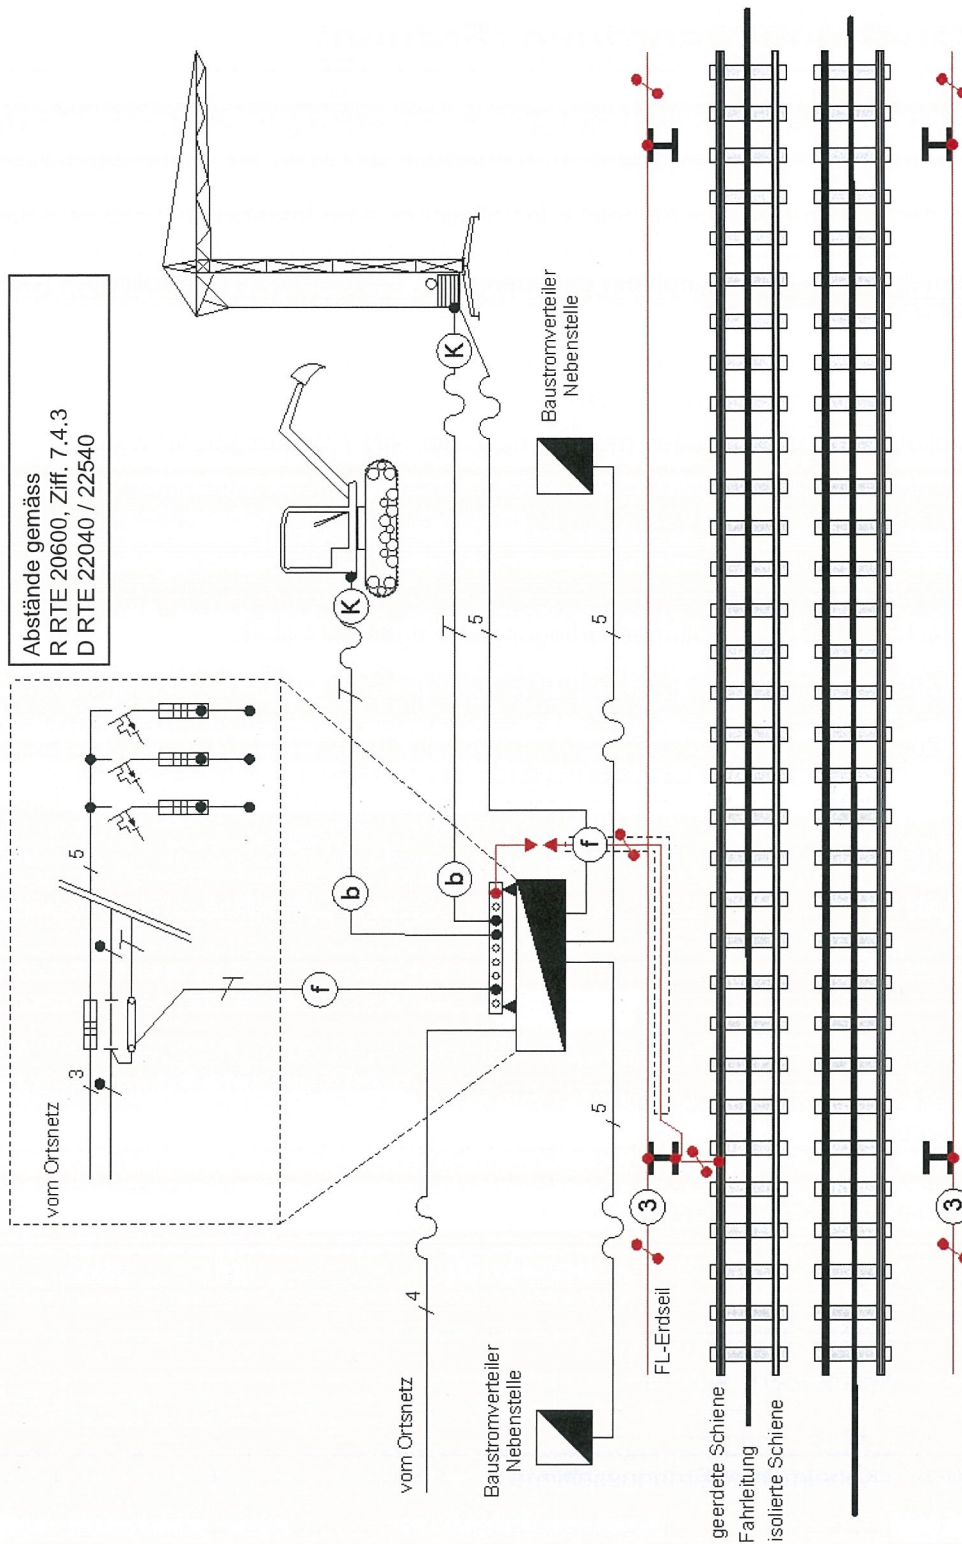 Abstände gemäss
R RTE 20600, Ziff. 7.4.3
D RTE 22040 / 22540
vom Ortsnetz
3
5
f
b
b
K
K
5
5
Baustromverteiler
Nebenstelle
f
vom Ortsnetz
4
5
Baustromverteiler
Nebenstelle
FL-Erdseil
3
3
geerdete Schiene
Fahrleitung
isolierte Schiene